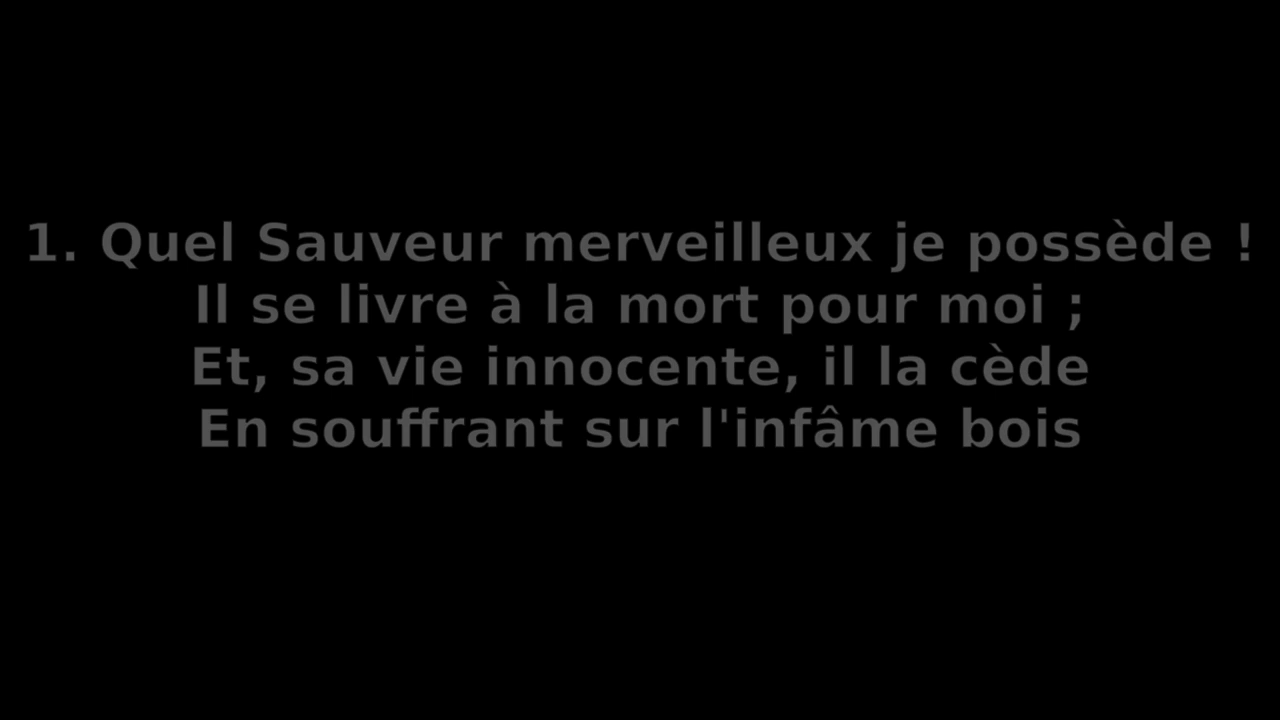 1. Quel Sauveur merveilleux je possède !
Il se livre à la mort pour moi ;
Et, sa vie innocente, il la cède
En souffrant sur l'infâme bois